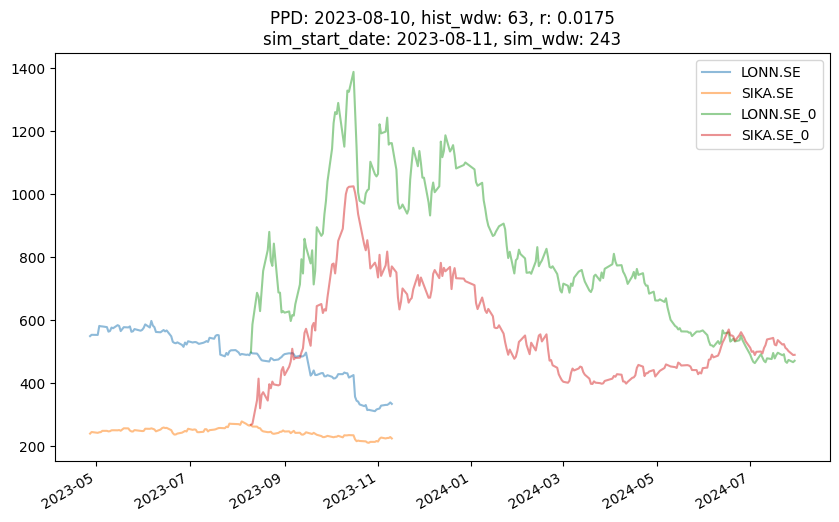 PPD: 2023-08-10, hist_wdw: 63, r: 0.0175
sim_start_date: 2023-08-11, sim_wdw: 243
LONN.SE
SIKA.SE
LONN.SE_0
SIKA.SE_0
1400
1200
1000
800
600
400
200
2023-05
2023-07
2023-09
2023-11
2024-01
2024-03
2024-05
2024-07